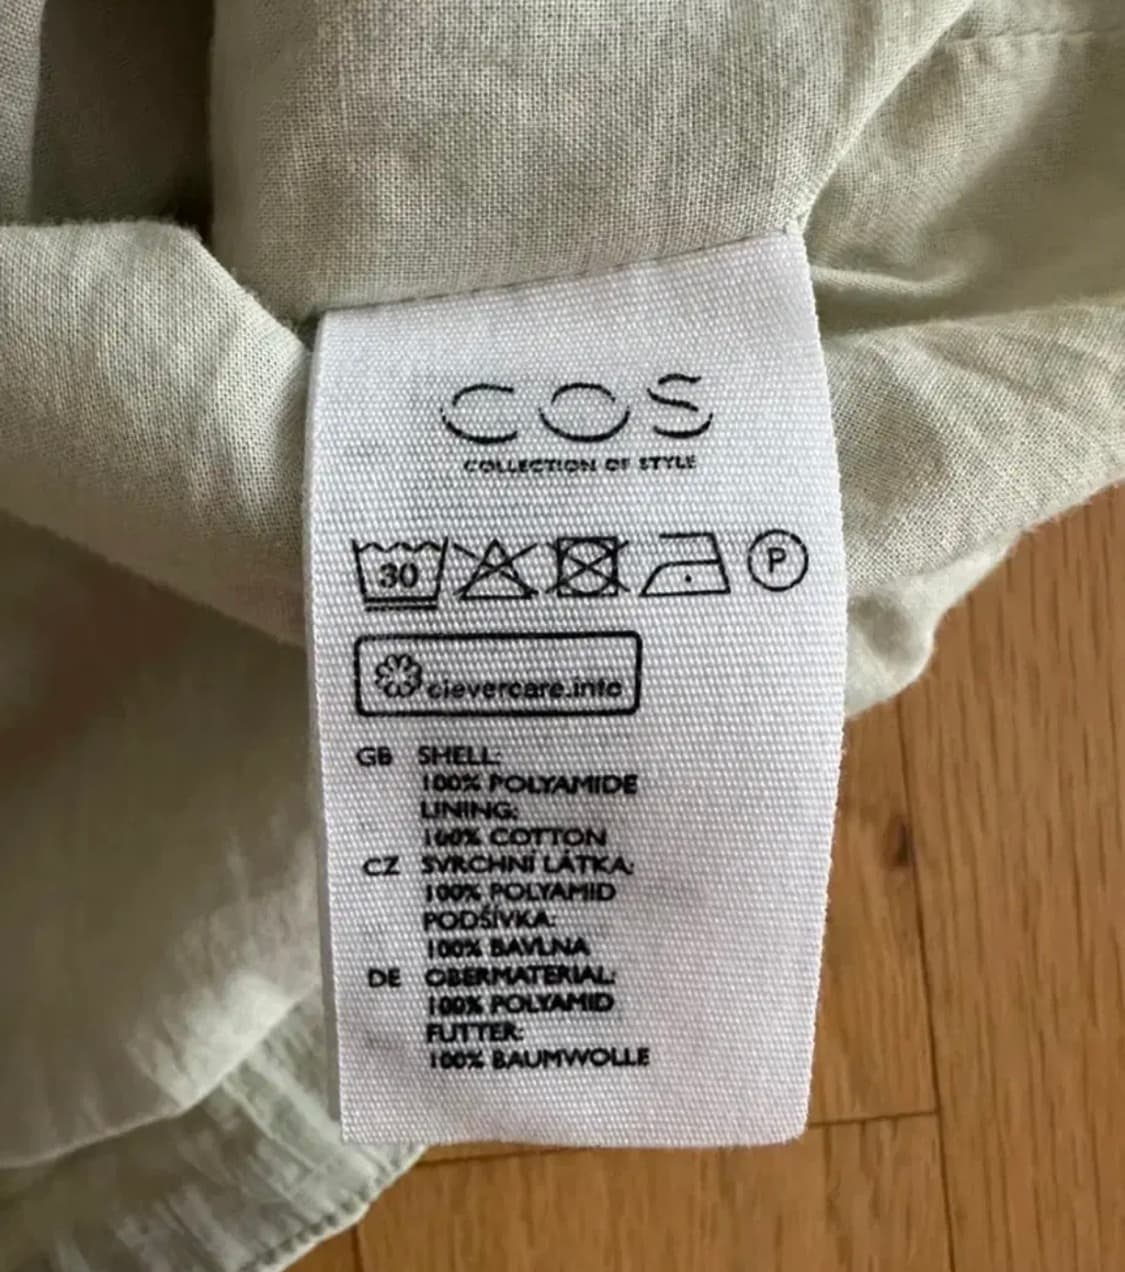 COS
COLLECTION OF STYLE
30 P
clevercare.info
GB SHELL:
100% POLYAMIDE
LINING:
100% COTTON
CZ SVRCHNÍ LÁTKA:
100% POLYAMID
PODŠÍVKA:
100% BAVLNA
DE OBERMATERIAL:
100% POLYAMID
FUTTER:
100% BAUMWOLLE